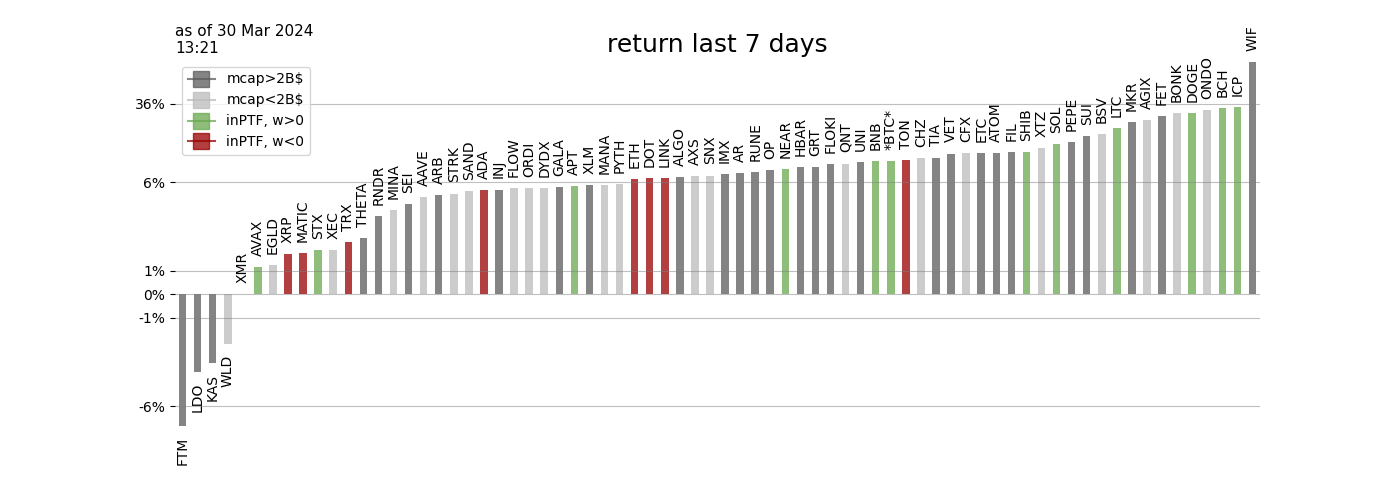 as of 30 Mar 2024
13:21
return last 7 days
mcap>2B$
mcap<2B$
inPTF, w>0
inPTF, w<0
36%
6%
1%
0%
-1%
-6%
FTM
LDO
KAS
WLD
XMR
AVAX
EGLD
XRP
MATIC
STX
XEC
TRX
THETA
RNDR
MINA
SEI
AAVE
ARB
STRK
SAND
ADA
INJ
FLOW
ORDI
DYDX
GALA
APT
XLM
MANA
PYTH
ETH
DOT
LINK
ALGO
AXS
SNX
IMX
AR
RUNE
OP
NEAR
HBAR
GRT
FLOKI
QNT
UNI
BNB
*BTC*
TON
CHZ
TIA
VET
CFX
ETC
ATOM
FIL
SHIB
XTZ
SOL
PEPE
SUI
BSV
LTC
MKR
AGIX
FET
BONK
DOGE
ONDO
BCH
ICP
WIF